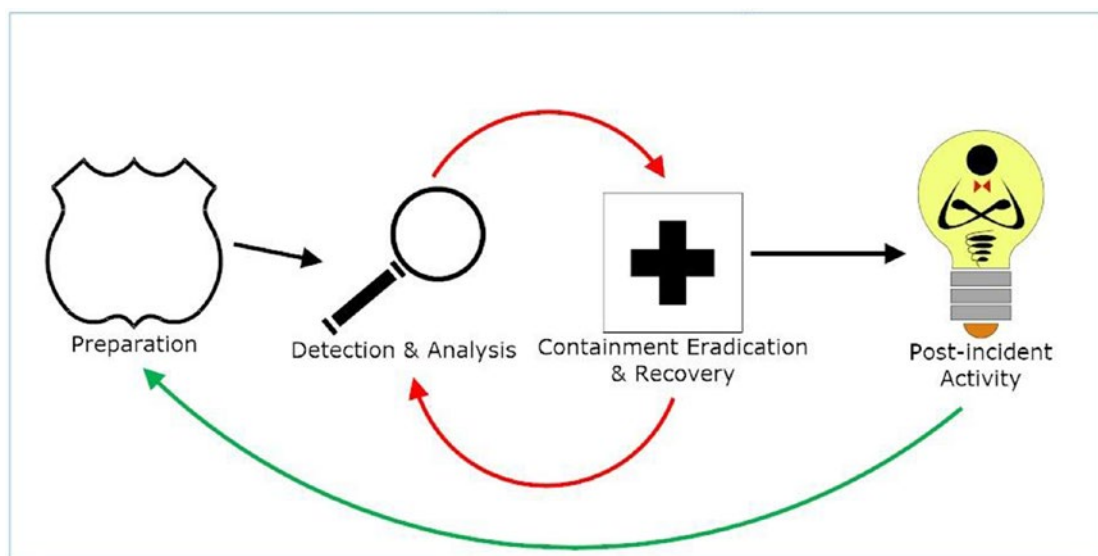 Preparation
Detection & Analysis
Containment Eradication
& Recovery
Post-incident
Activity